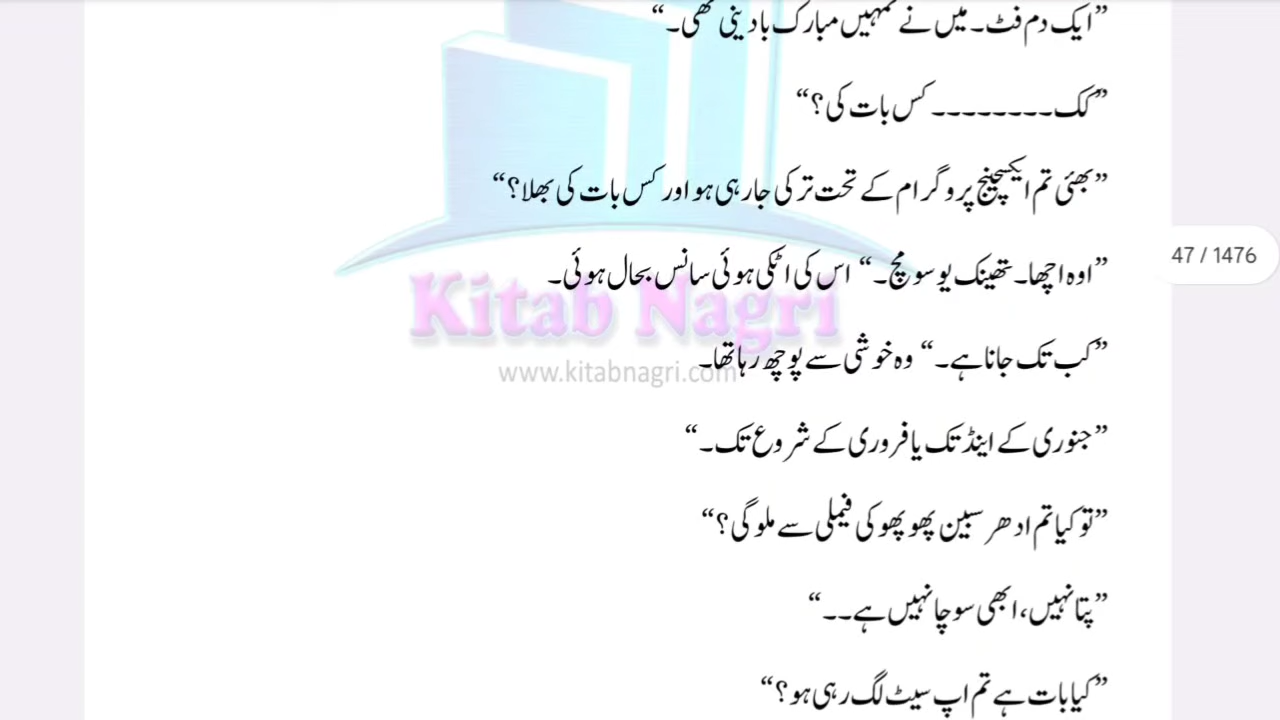 ”ایک دم فٹ۔ میں نے تمہیں مبارک باد دینی تھی۔“
”کک۔۔۔۔۔۔۔۔۔ کس بات کی؟“
”بھئی تم ایکسچینج پروگرام کے تحت ترکی جا رہی ہو اور کس بات کی بھلا؟“
”اوہ اچھا۔ تھینک یو سو مچ۔“ اس کی اٹکی ہوئی سانس بحال ہوئی۔
47 / 1476
Kitab Nagri
”کب تک جانا ہے۔“ وہ خوشی سے پوچھ رہا تھا۔
www.kitabnagri.com
”جنوری کے اینڈ تک یا فروری کے شروع تک۔“
”تو کیا تم ادھر سبین پھوپھو کی فیملی سے ملو گی؟“
”پتا نہیں، ابھی سوچا نہیں ہے۔۔“
”کیا بات ہے تم اپ سیٹ لگ رہی ہو؟“